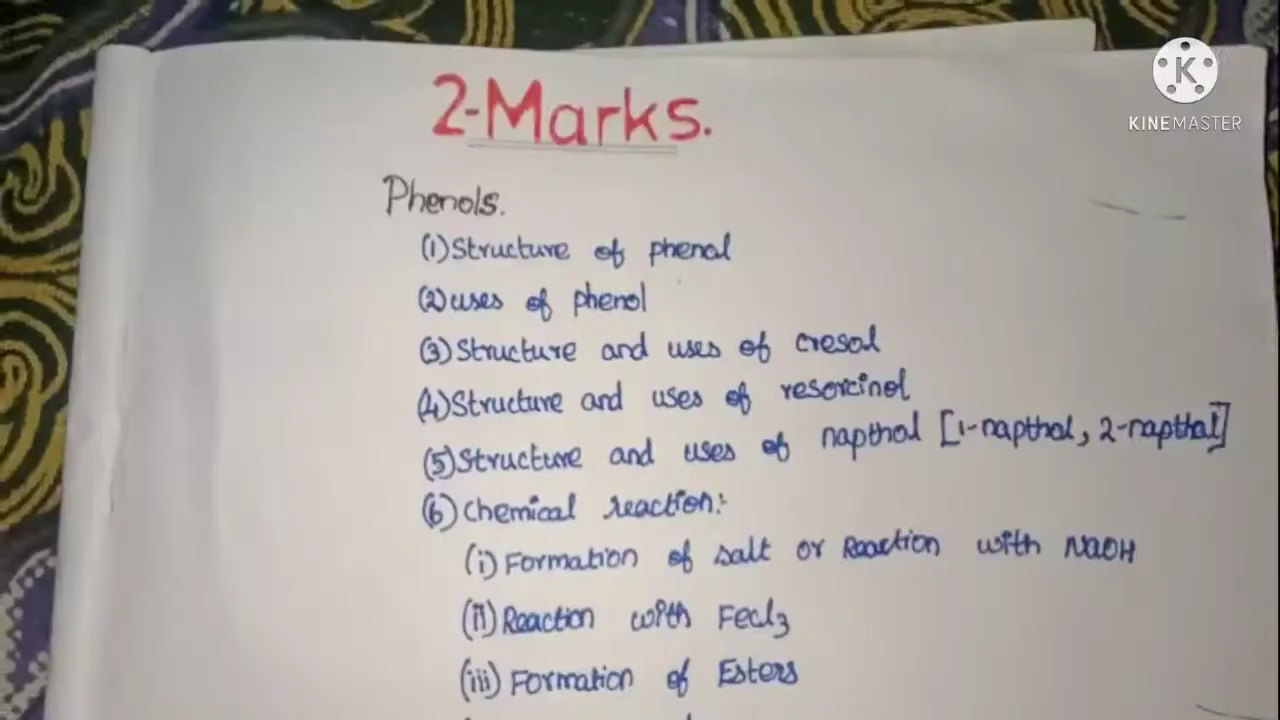 2-Marks.
K
KINEMASTER
Phenols.
(1) Structure of phenol
(2) uses of phenol
(3) Structure and uses of cresol
(4) Structure and uses of resorcinol
(5) Structure and uses of napthol [1-napthol, 2-napthol]
(6) Chemical reaction:-
(i) Formation of salt or Reaction with NaOH
(ii) Reaction with Fecl3
(iii) Formation of Esters